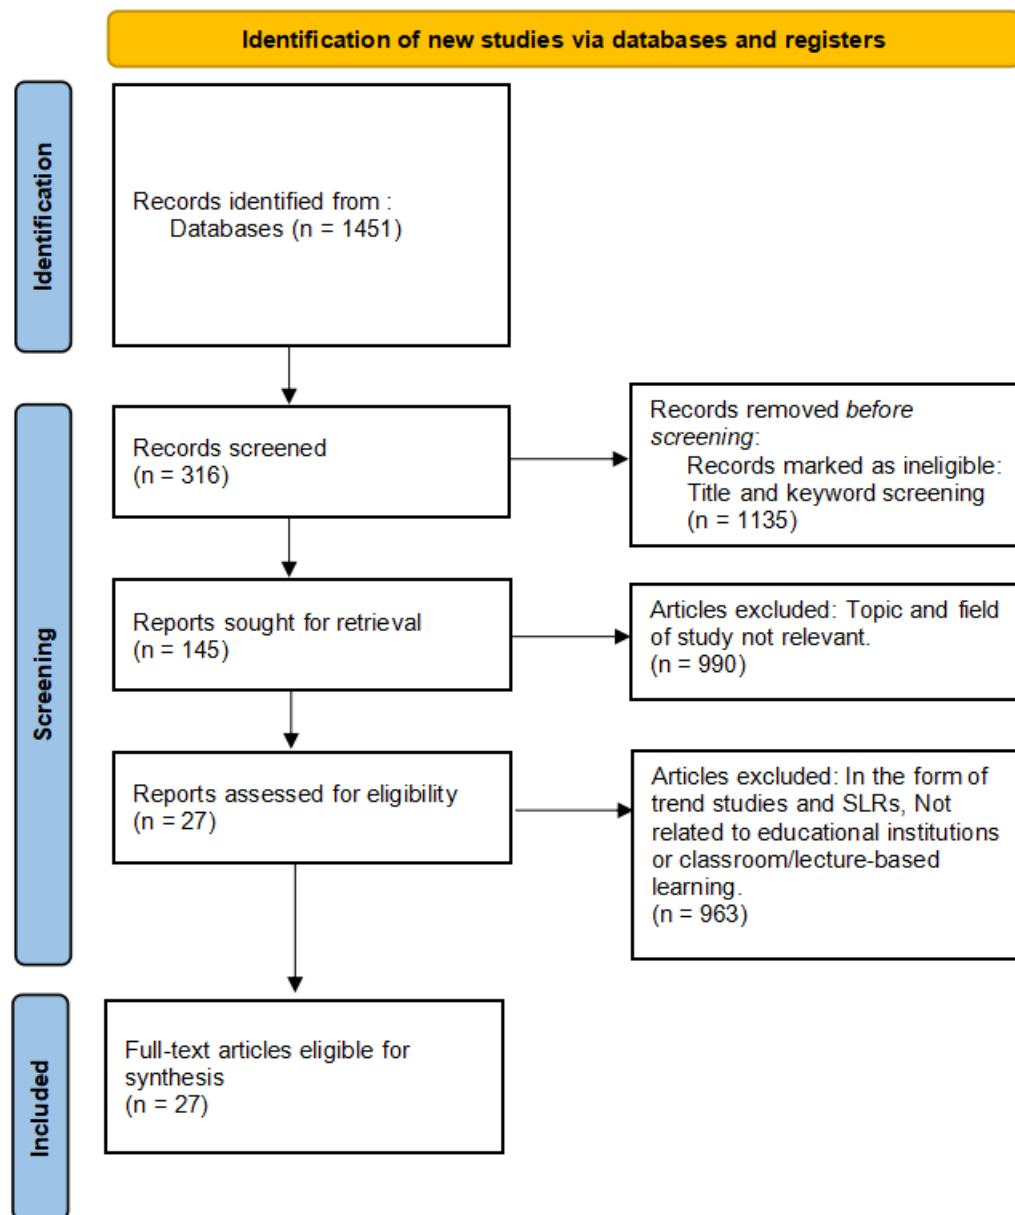 Identification of new studies via databases and registers
Identification
Records identified from :
Databases (n = 1451)
Screening
Records screened
(n = 316)
Records removed before
screening:
Records marked as ineligible:
Title and keyword screening
(n = 1135)
Reports sought for retrieval
(n = 145)
Articles excluded: Topic and field
of study not relevant.
(n = 990)
Reports assessed for eligibility
(n = 27)
Articles excluded: In the form of
trend studies and SLRs, Not
related to educational institutions
or classroom/lecture-based
learning.
(n = 963)
Included
Full-text articles eligible for
synthesis
(n = 27)